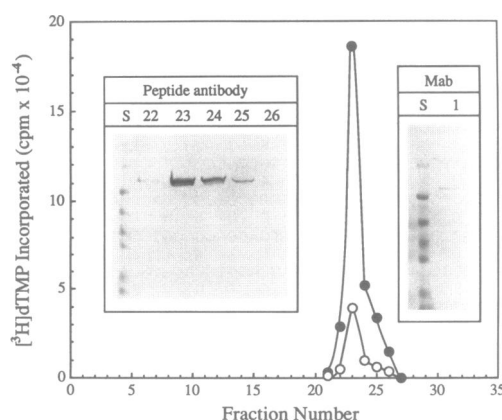 [³H]dTMP Incorporated (cpm x 10⁻⁴)
20
15
10
5
0
Peptide antibody
S 22 23 24 25 26
Mab
S 1
0 5 10 15 20 25 30 35
Fraction Number